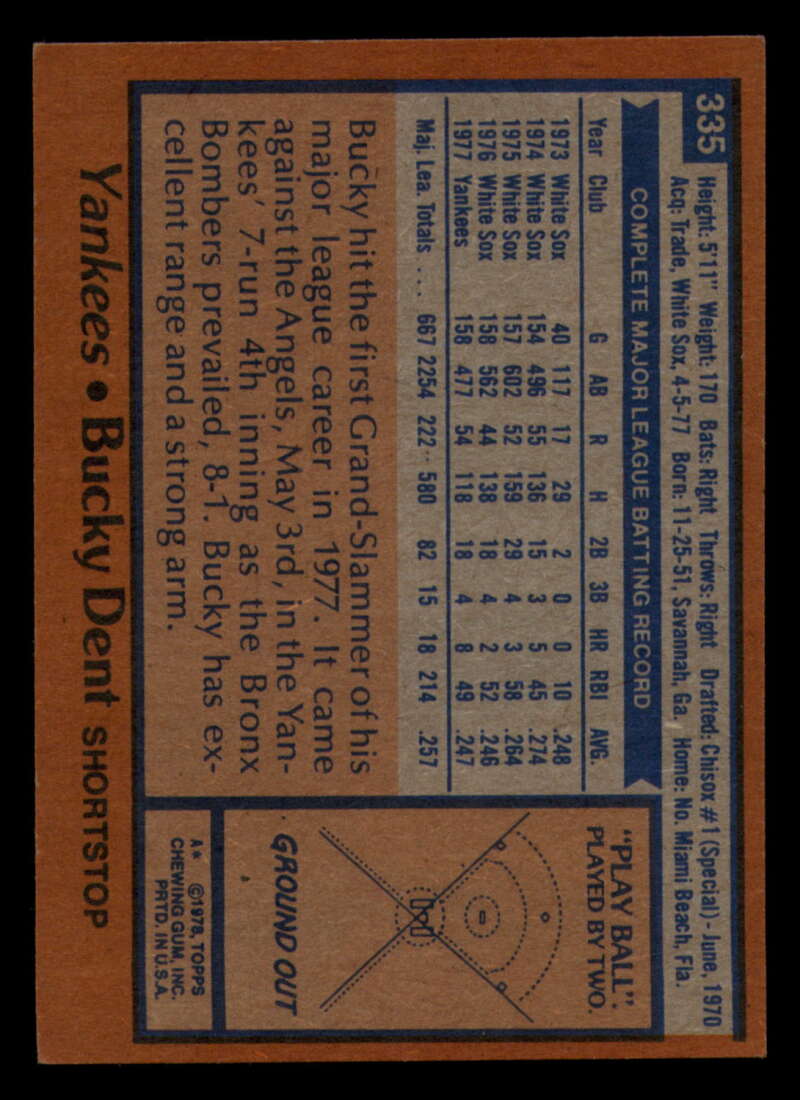 335
Height: 5'11" Weight: 170 Bats: Right Throws: Right Drafted: Chisox #1 (Special) - June, 1970
Acq: Trade, White Sox, 4-5-77 Born: 11-25-51, Savannah, Ga. Home: No. Miami Beach, Fla.
COMPLETE MAJOR LEAGUE BATTING RECORD
Year Club G AB R H 2B 3B HR RBI AVG.
1973 White Sox 40 117 17 29 2 0 0 10 .248
1974 White Sox 154 496 55 136 15 3 5 45 .274
1975 White Sox 157 602 52 159 29 4 3 58 .264
1976 White Sox 158 562 44 138 18 4 2 52 .246
1977 Yankees 158 477 54 118 18 4 8 49 .247
Maj. Lea. Totals ... 667 2254 222 580 82 15 18 214 .257
Bucky hit the first Grand-Slammer of his
major league career in 1977. It came
against the Angels, May 3rd, in the Yan-
kees' 7-run 4th inning as the Bronx
Bombers prevailed, 8-1. Bucky has ex-
cellent range and a strong arm.
"PLAY BALL".
PLAYED BY TWO.
GROUND OUT
A* ©1978, TOPPS
CHEWING GUM, INC.
PRTD. IN U.S.A.
Yankees • Bucky Dent SHORTSTOP